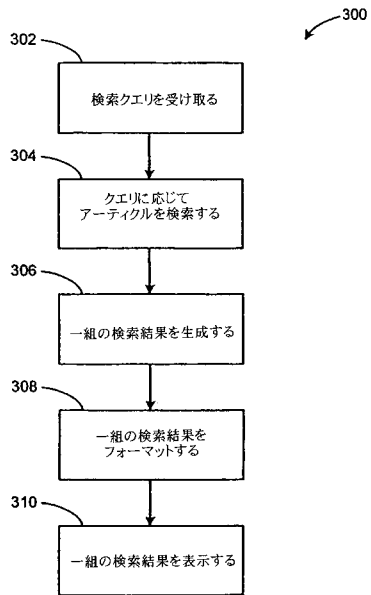 300
302
検索クエリを受け取る
304
クエリに応じて
アーティクルを検索する
306
一組の検索結果を生成する
308
一組の検索結果を
フォーマットする
310
一組の検索結果を表示する